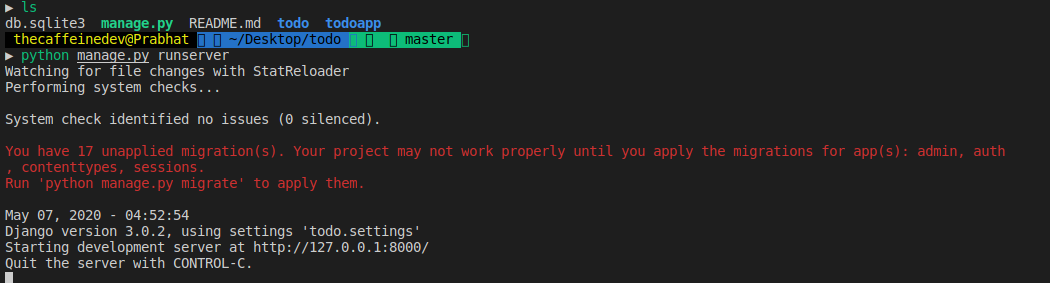 ▶ ls
db.sqlite3  manage.py  README.md  todo  todoapp
thecaffeinedev@Prabhat ~/Desktop/todo master
▶ python manage.py runserver
Watching for file changes with StatReloader
Performing system checks...
System check identified no issues (0 silenced).
You have 17 unapplied migration(s). Your project may not work properly until you apply the migrations for app(s): admin, auth
, contenttypes, sessions.
Run 'python manage.py migrate' to apply them.
May 07, 2020 - 04:52:54
Django version 3.0.2, using settings 'todo.settings'
Starting development server at http://127.0.0.1:8000/
Quit the server with CONTROL-C.